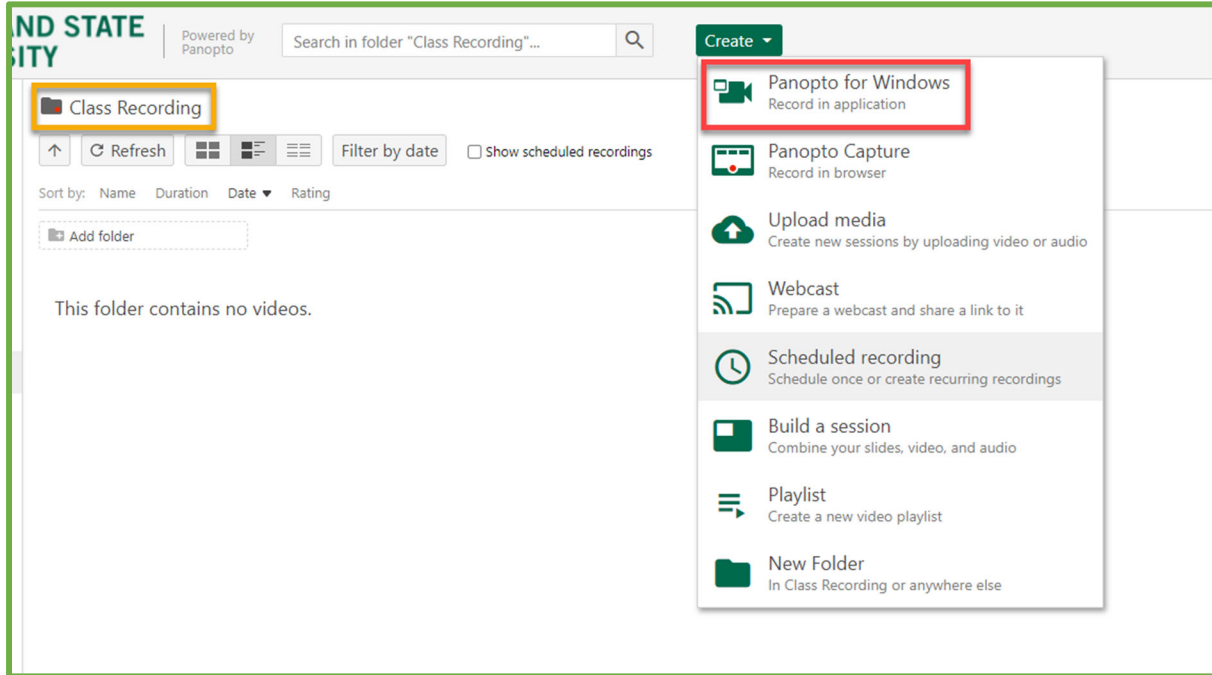 ND STATE
ITY
Powered by
Panopto
Search in folder "Class Recording"...
Create
Class Recording
Refresh
Filter by date
Show scheduled recordings
Sort by: Name Duration Date Rating
Add folder
This folder contains no videos.
Panopto for Windows
Record in application
Panopto Capture
Record in browser
Upload media
Create new sessions by uploading video or audio
Webcast
Prepare a webcast and share a link to it
Scheduled recording
Schedule once or create recurring recordings
Build a session
Combine your slides, video, and audio
Playlist
Create a new video playlist
New Folder
In Class Recording or anywhere else